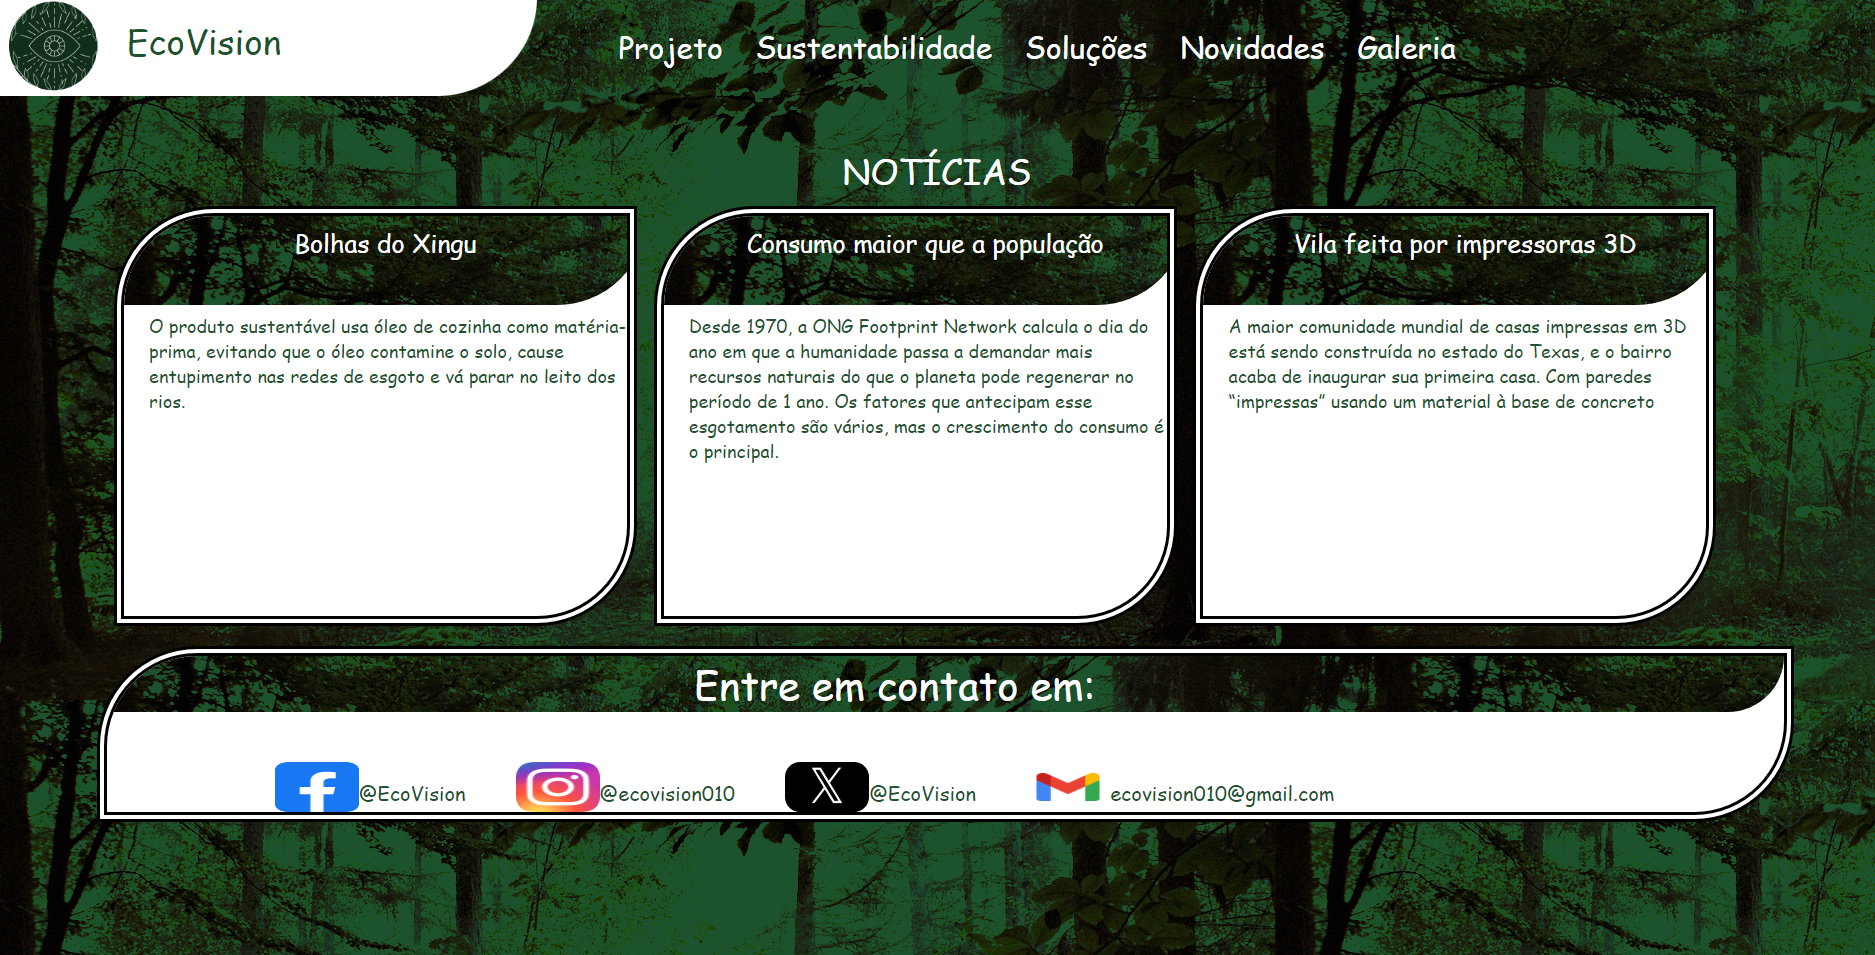 EcoVision
Projeto Sustentabilidade Soluções Novidades Galeria
NOTÍCIAS
Bolhas do Xingu
O produto sustentável usa óleo de cozinha como matéria-
prima, evitando que o óleo contamine o solo, cause
entupimento nas redes de esgoto e vá parar no leito dos
rios.
Consumo maior que a população
Desde 1970, a ONG Footprint Network calcula o dia do
ano em que a humanidade passa a demandar mais
recursos naturais do que o planeta pode regenerar no
período de 1 ano. Os fatores que antecipam esse
esgotamento são vários, mas o crescimento do consumo é
o principal.
Vila feita por impressoras 3D
A maior comunidade mundial de casas impressas em 3D
está sendo construída no estado do Texas, e o bairro
acaba de inaugurar sua primeira casa. Com paredes
“impressas” usando um material à base de concreto
Entre em contato em:
@EcoVision @ecovision010 @EcoVision ecovision010@gmail.com